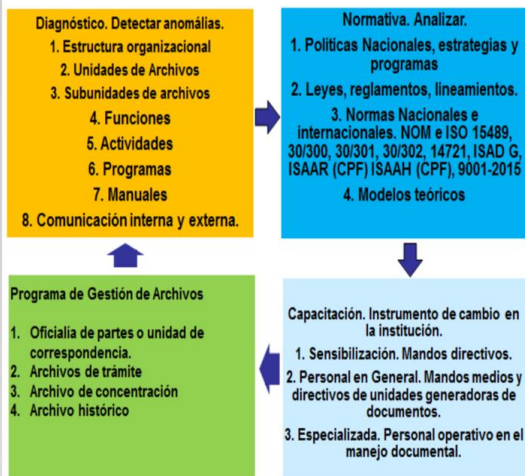 Diagnóstico. Detectar anomálias.
1. Estructura organizacional
2. Unidades de Archivo
3. Subunidades de archivos
4. Funciones
5. Actividades
6. Programas
7. Manuales
8. Comunicación interna y externa.
Normativa. Analizar.
1. Políticas Nacionales, estrategias y
programas
2. Leyes, reglamentos, lineamientos.
3. Normas Nacionales e
internacionales. NOM e ISO 15489,
30/300, 30/301, 30/302, 14721, ISAD G,
ISAAR (CPF) ISAAH (CPF), 9001-2015
4. Modelos teóricos
Programa de Gestión de Archivos
1. Oficialia de partes o unidad de
correspondencia.
2. Archivos de trámite
3. Archivo de concentración
4. Archivo histórico
Capacitación. Instrumento de cambio en
la institución.
1. Sensibilización. Mandos directivos.
2. Personal en General. Mandos medios y
directivos de unidades generadoras de
documentos.
3. Especializada. Personal operativo en el
manejo documental.